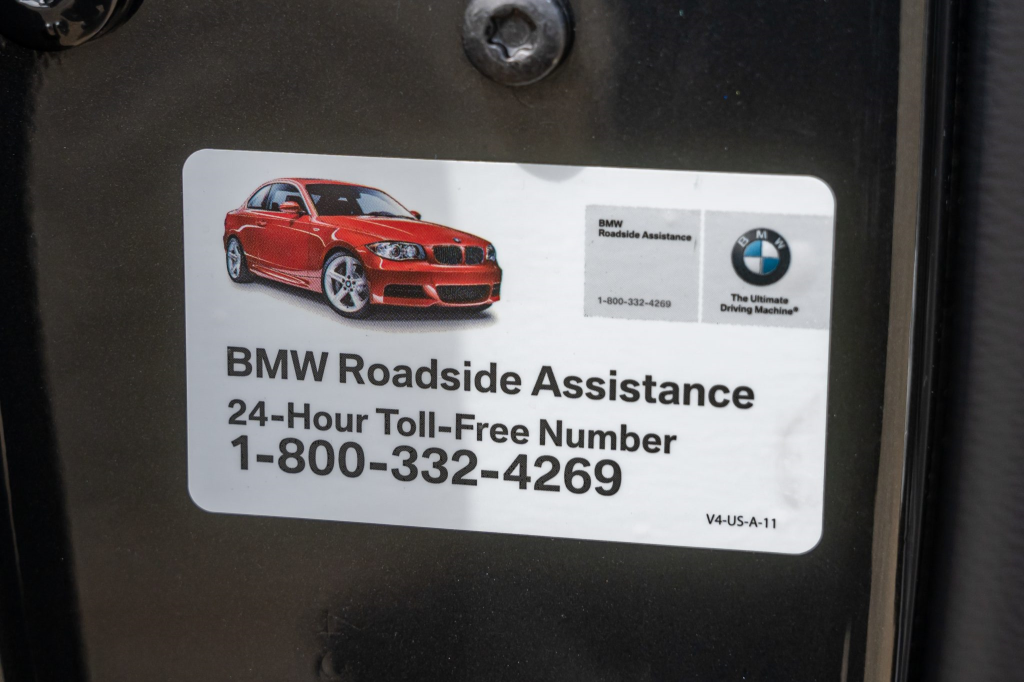 BMW
Roadside Assistance
1-800-332-4269
BMW
The Ultimate
Driving Machine®
BMW Roadside Assistance
24-Hour Toll-Free Number
1-800-332-4269
V4-US-A-11